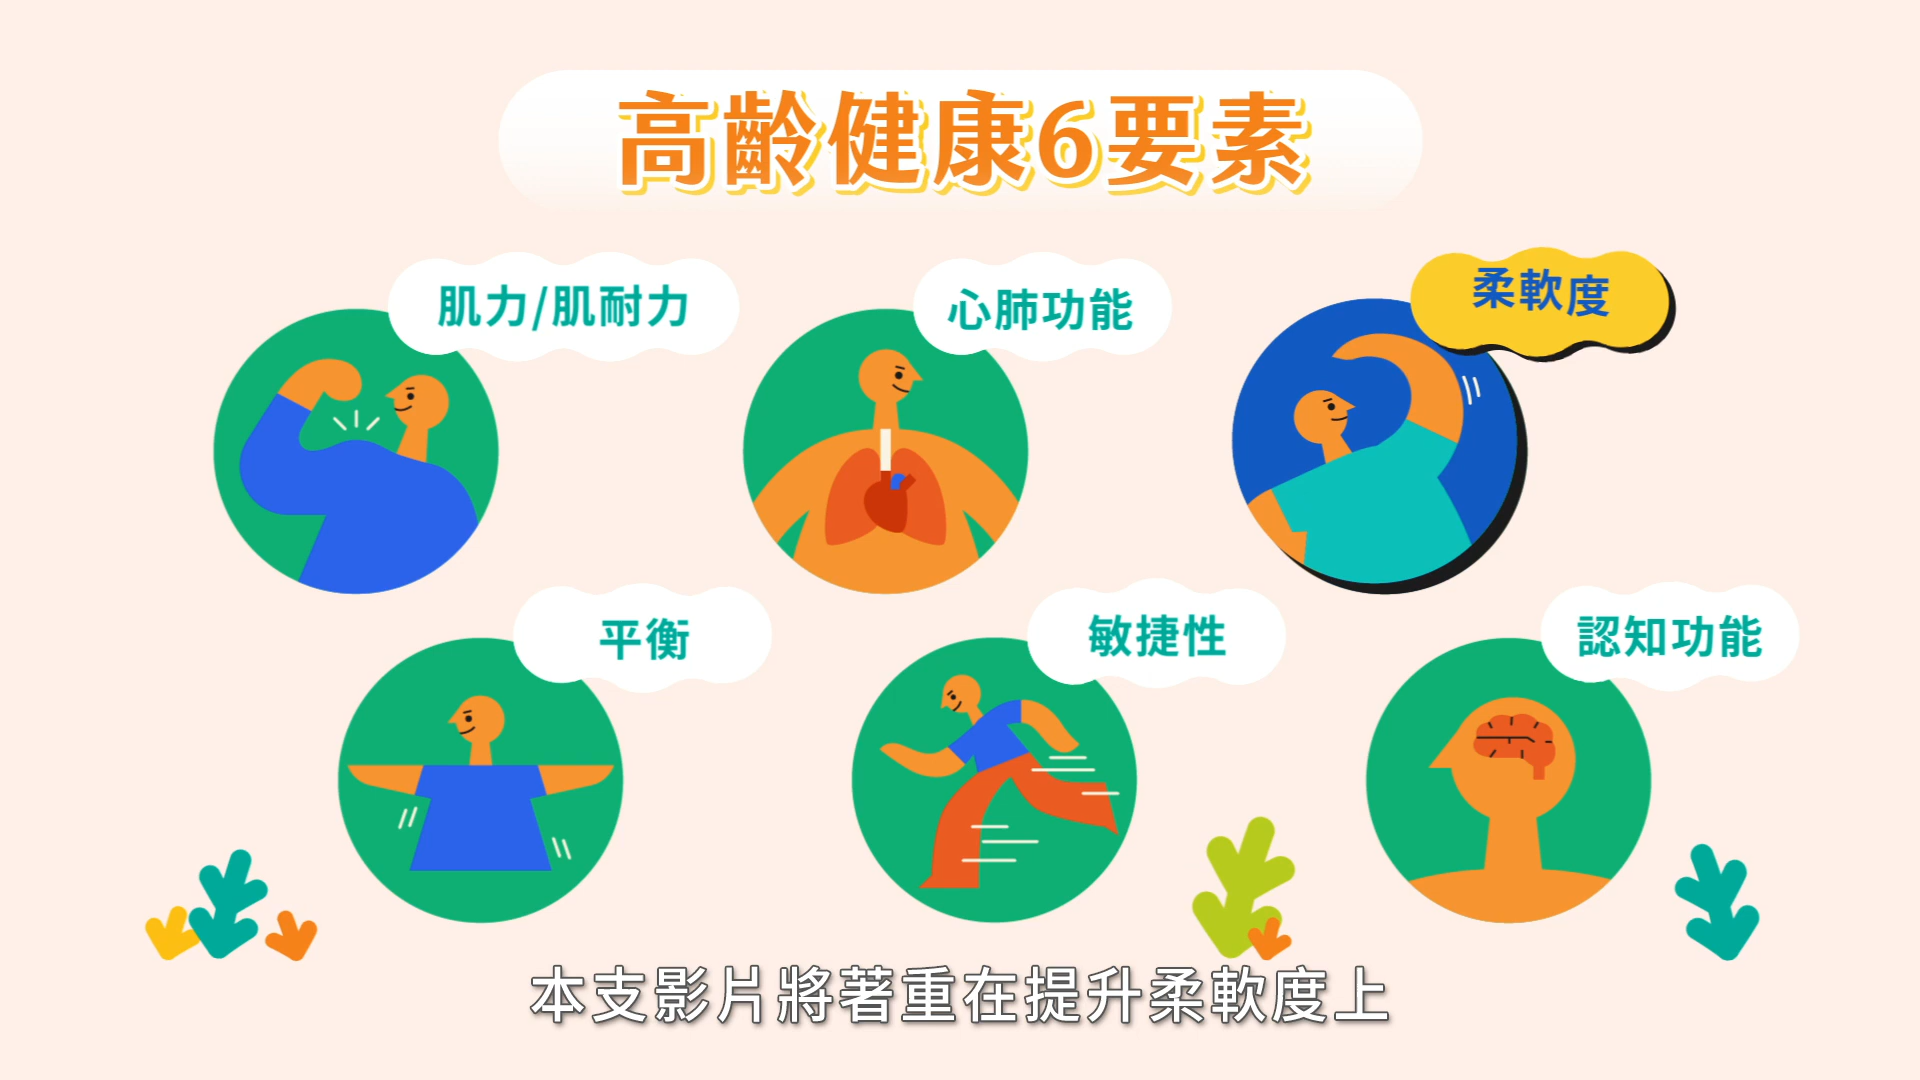 高齡健康6要素
肌力/肌耐力
心肺功能
柔軟度
平衡
敏捷性
認知功能
本支影片將著重在提升柔軟度上